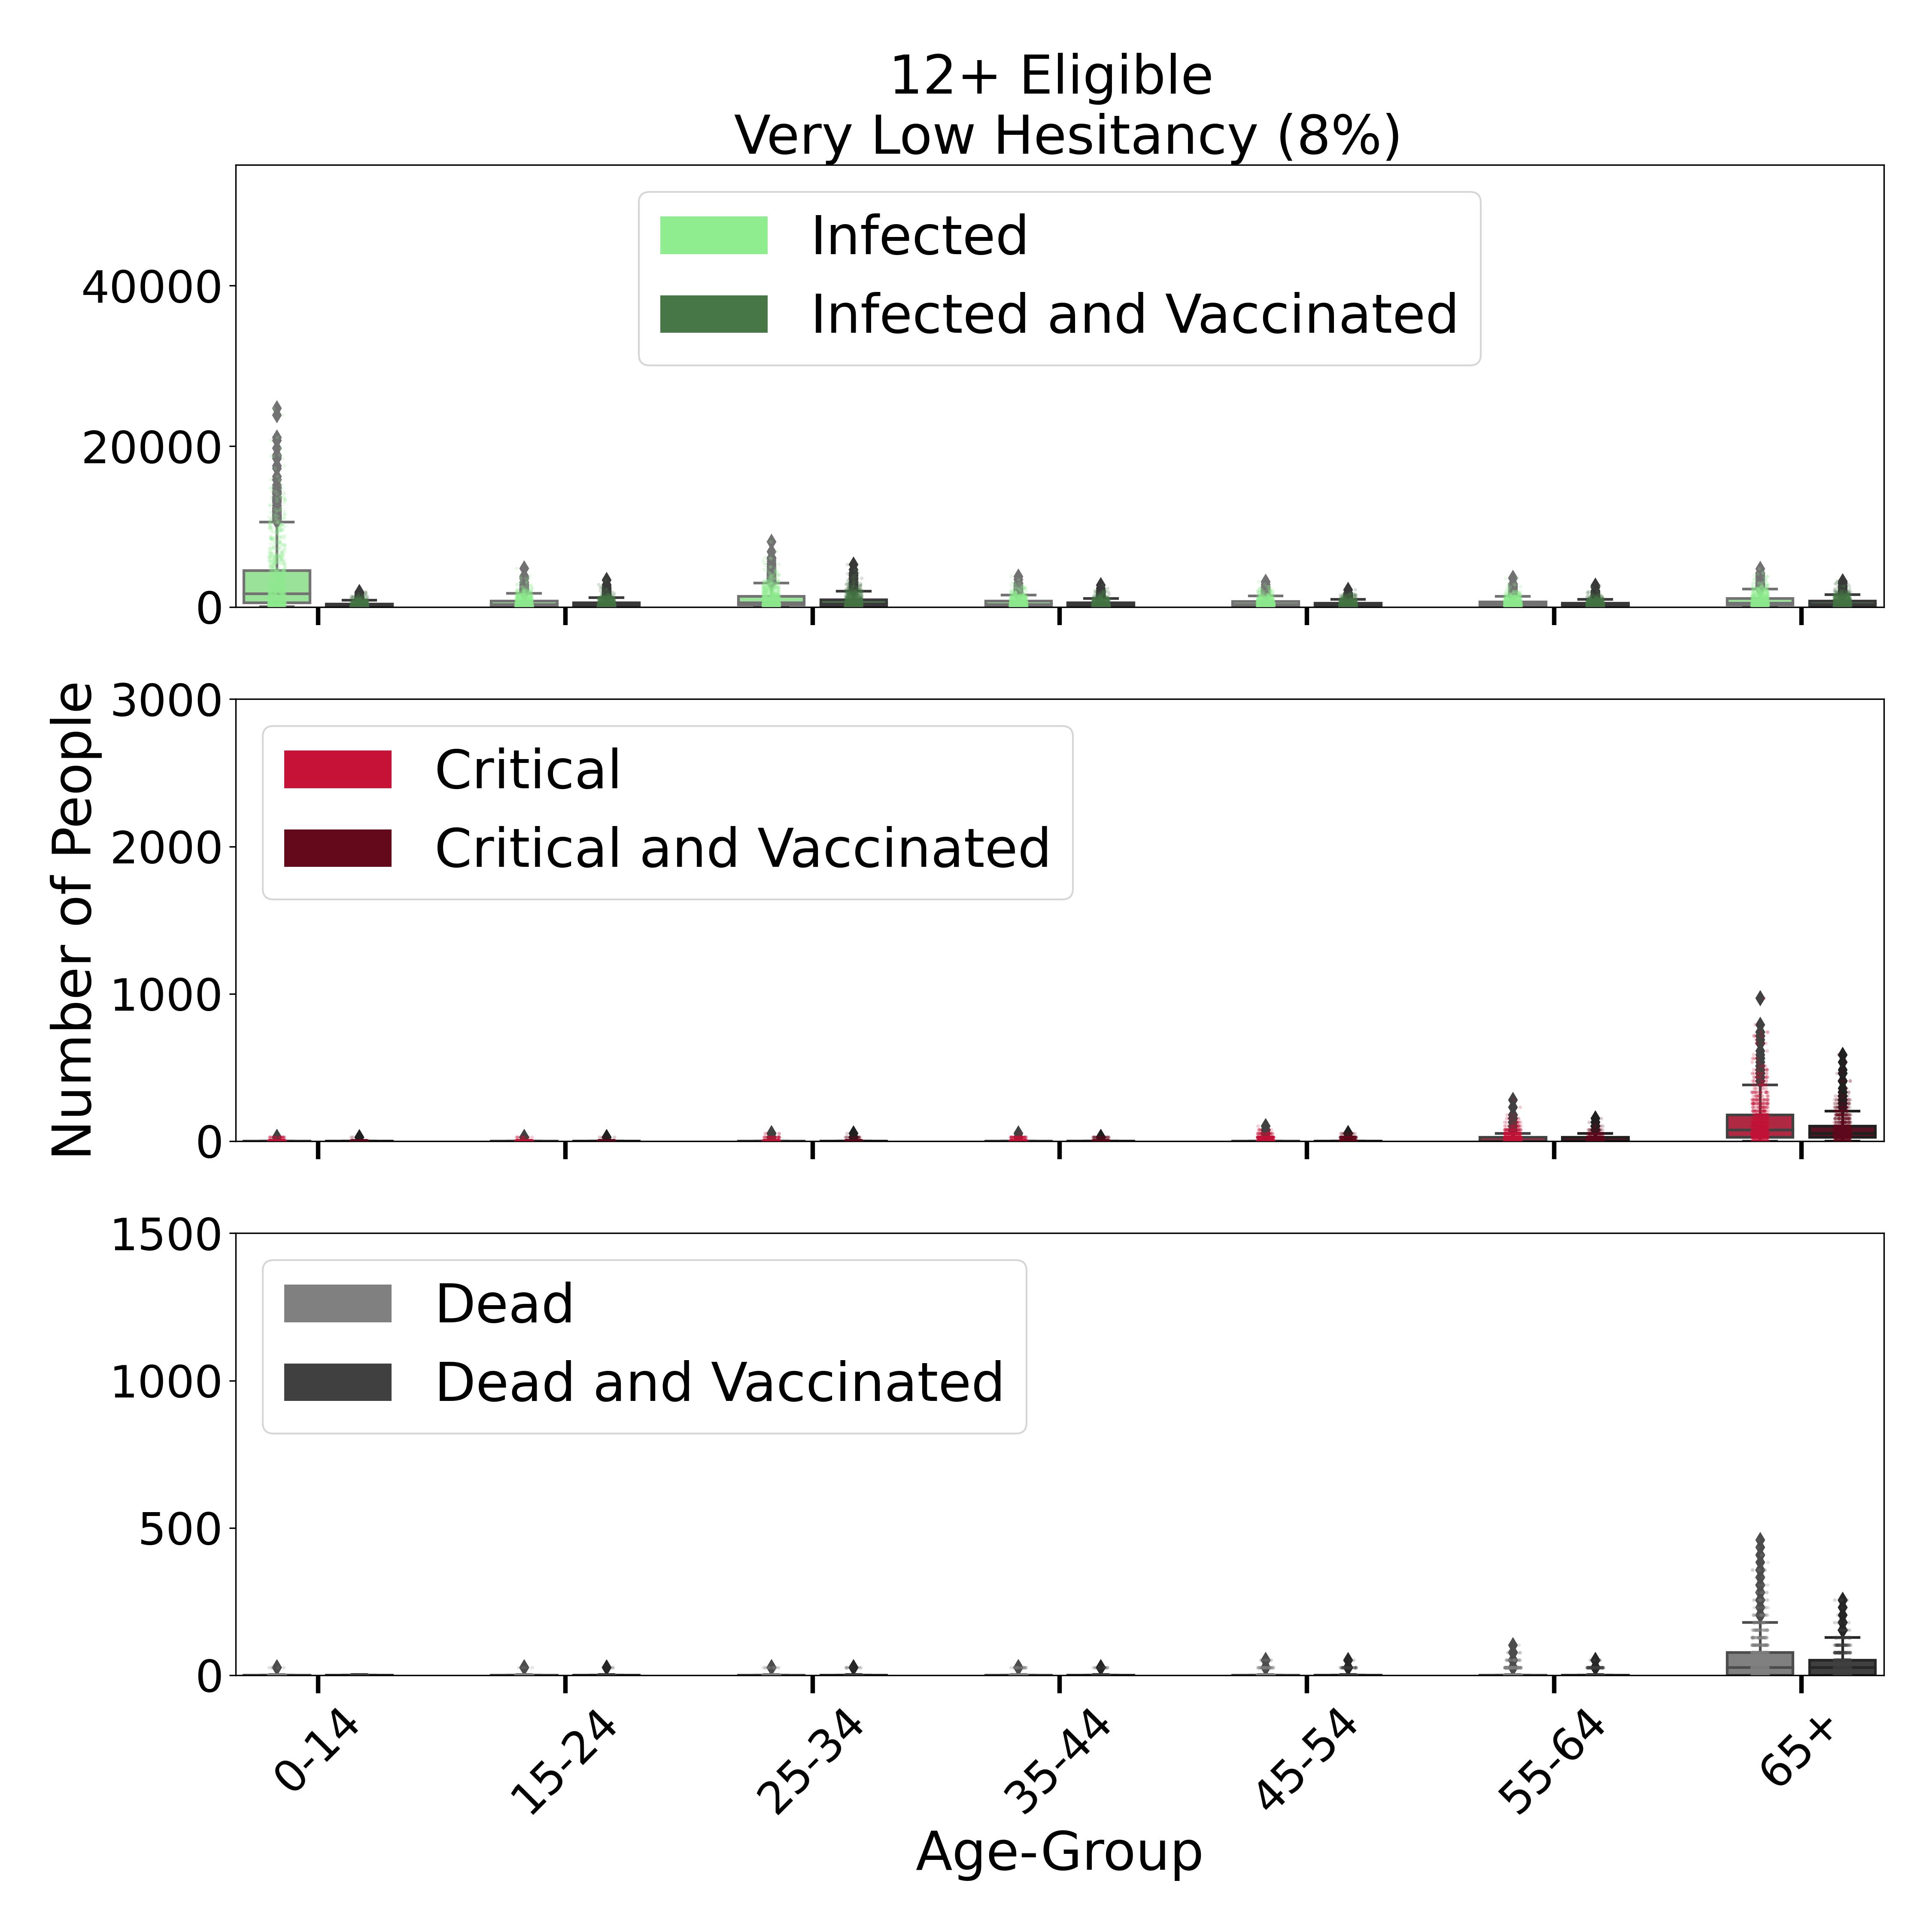 12+ Eligible
Very Low Hesitancy (8%)
Infected
Infected and Vaccinated
40000
20000
0
Number of People
3000
2000
1000
0
Critical
Critical and Vaccinated
1500
1000
500
0
Dead
Dead and Vaccinated
0-14
15-24
25-34
35-44
45-54
55-64
65+
Age-Group